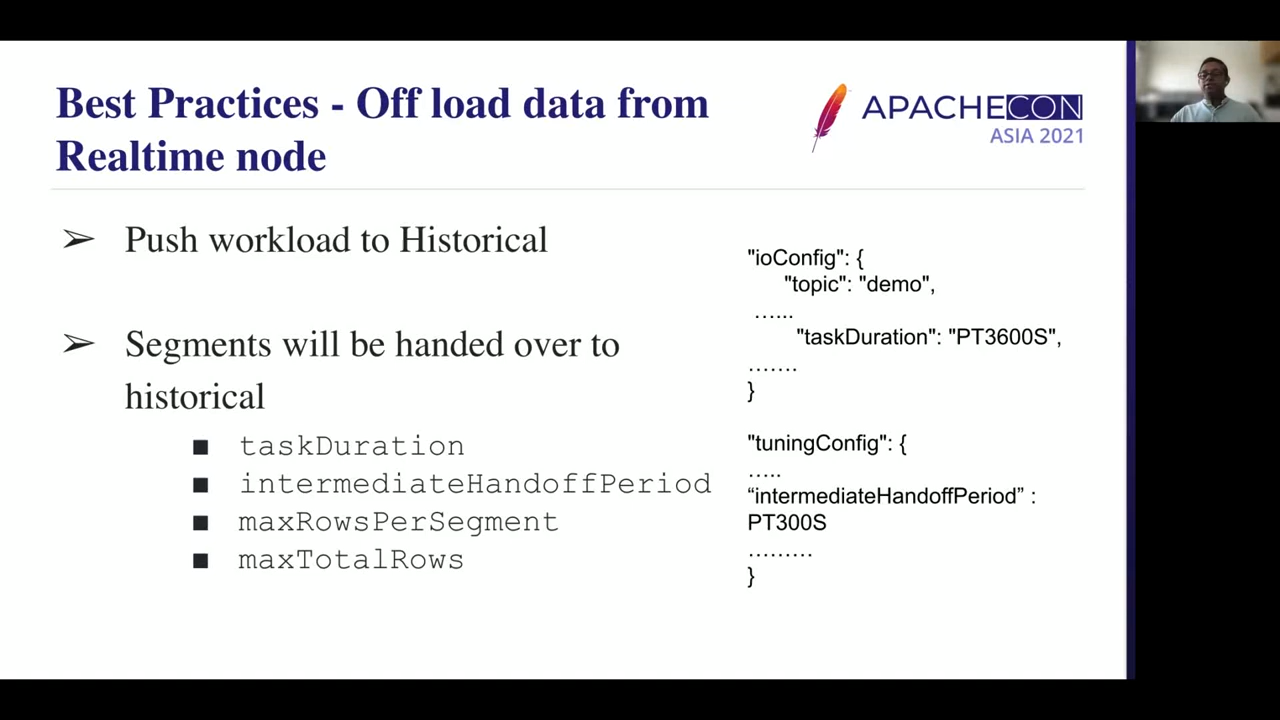 Best Practices - Off load data from
Realtime node
APACHECON
ASIA 2021
➢ Push workload to Historical
➢ Segments will be handed over to
historical
■ taskDuration
■ intermediateHandoffPeriod
■ maxRowsPerSegment
■ maxTotalRows
"ioConfig": {
"topic": "demo",
…...
"taskDuration": "PT3600S",
…….
}
"tuningConfig": {
…..
“intermediateHandoffPeriod” :
PT300S
………
}